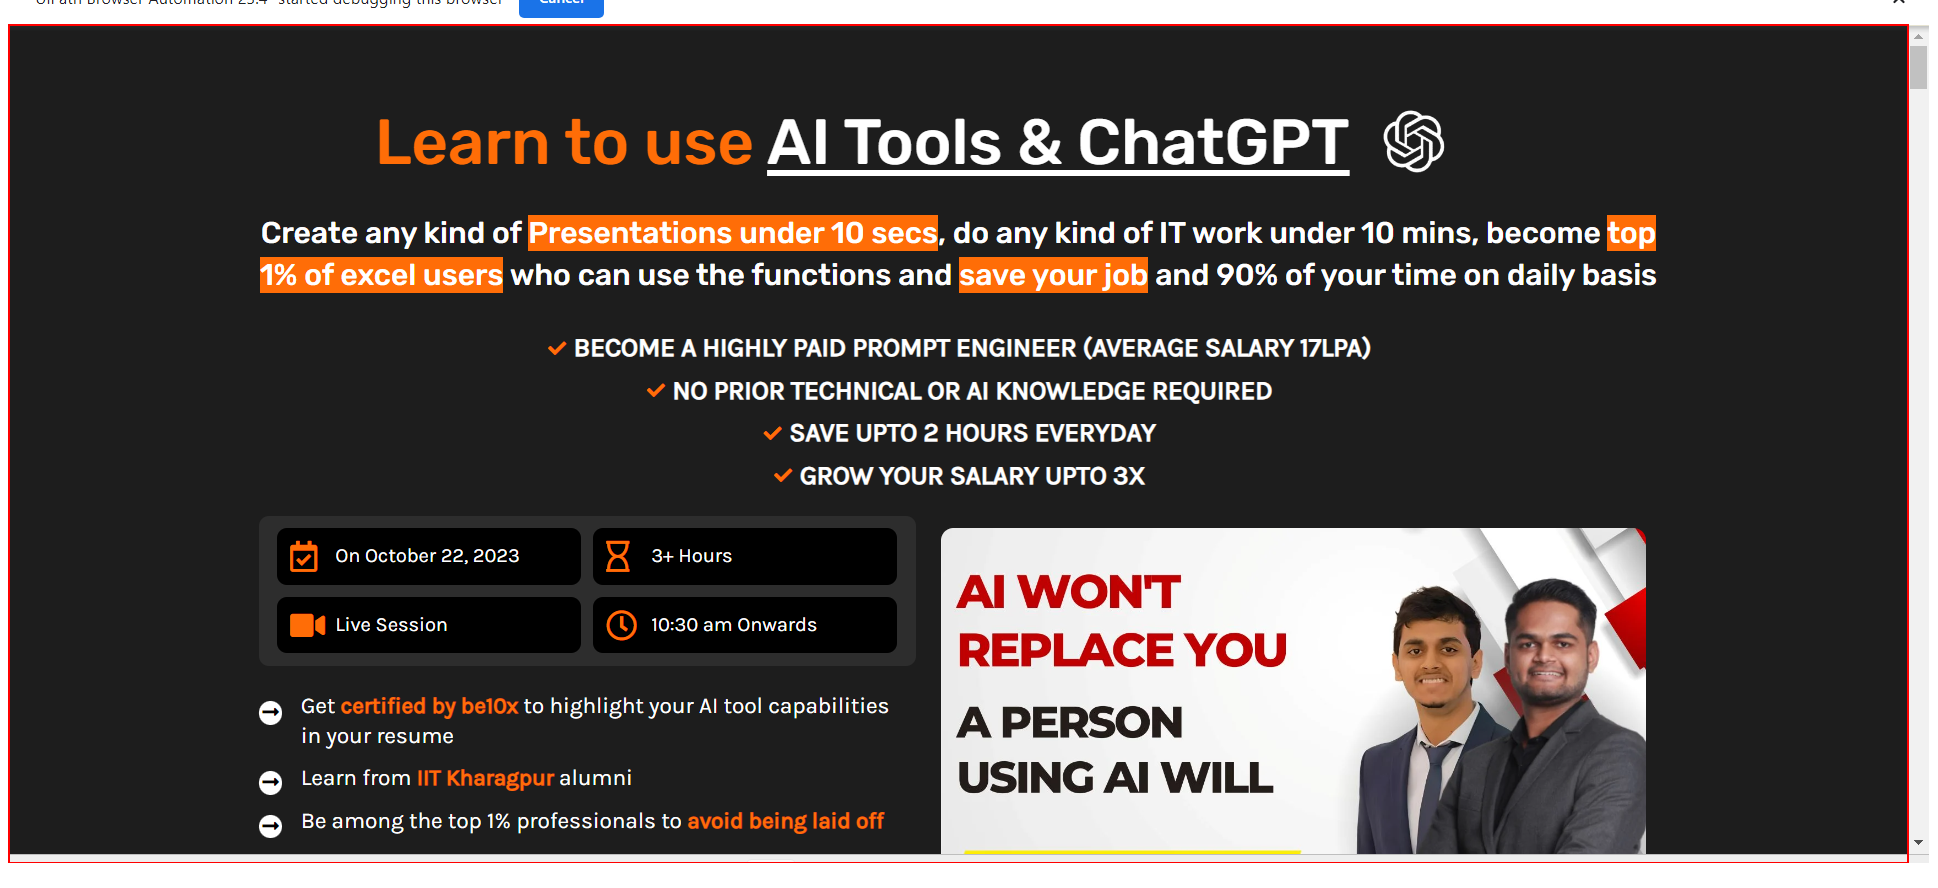 started debugging this browser
Cancel
Learn to use AI Tools & ChatGPT
Create any kind of Presentations under 10 secs, do any kind of IT work under 10 mins, become top
1% of excel users who can use the functions and save your job and 90% of your time on daily basis
BECOME A HIGHLY PAID PROMPT ENGINEER (AVERAGE SALARY 17LPA)
NO PRIOR TECHNICAL OR AI KNOWLEDGE REQUIRED
SAVE UPTO 2 HOURS EVERYDAY
GROW YOUR SALARY UPTO 3X
On October 22, 2023
3+ Hours
Live Session
10:30 am Onwards
Get certified by be10x to highlight your AI tool capabilities
in your resume
Learn from IIT Kharagpur alumni
Be among the top 1% professionals to avoid being laid off
AI WON'T
REPLACE YOU
A PERSON
USING AI WILL